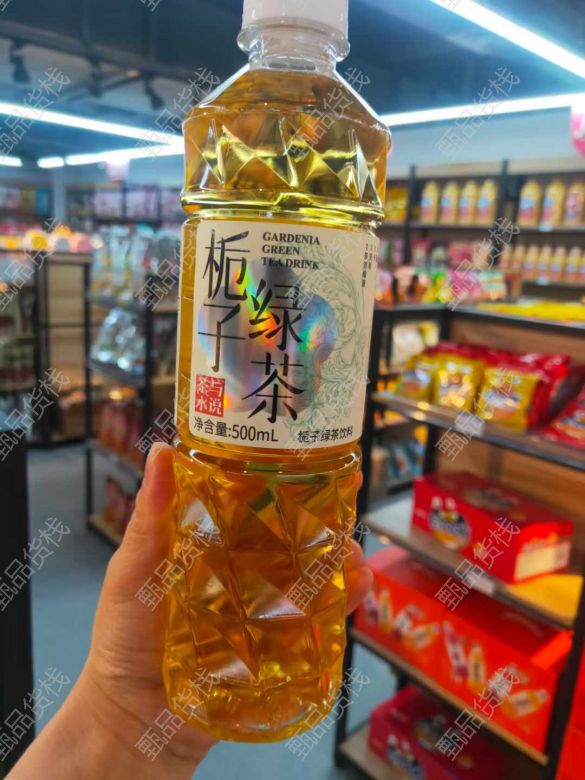 栀子
绿茶
GARDENIA
GREEN
TEA DRINK
茶与
水说
净含量:500mL
栀子绿茶饮料
甄品货栈